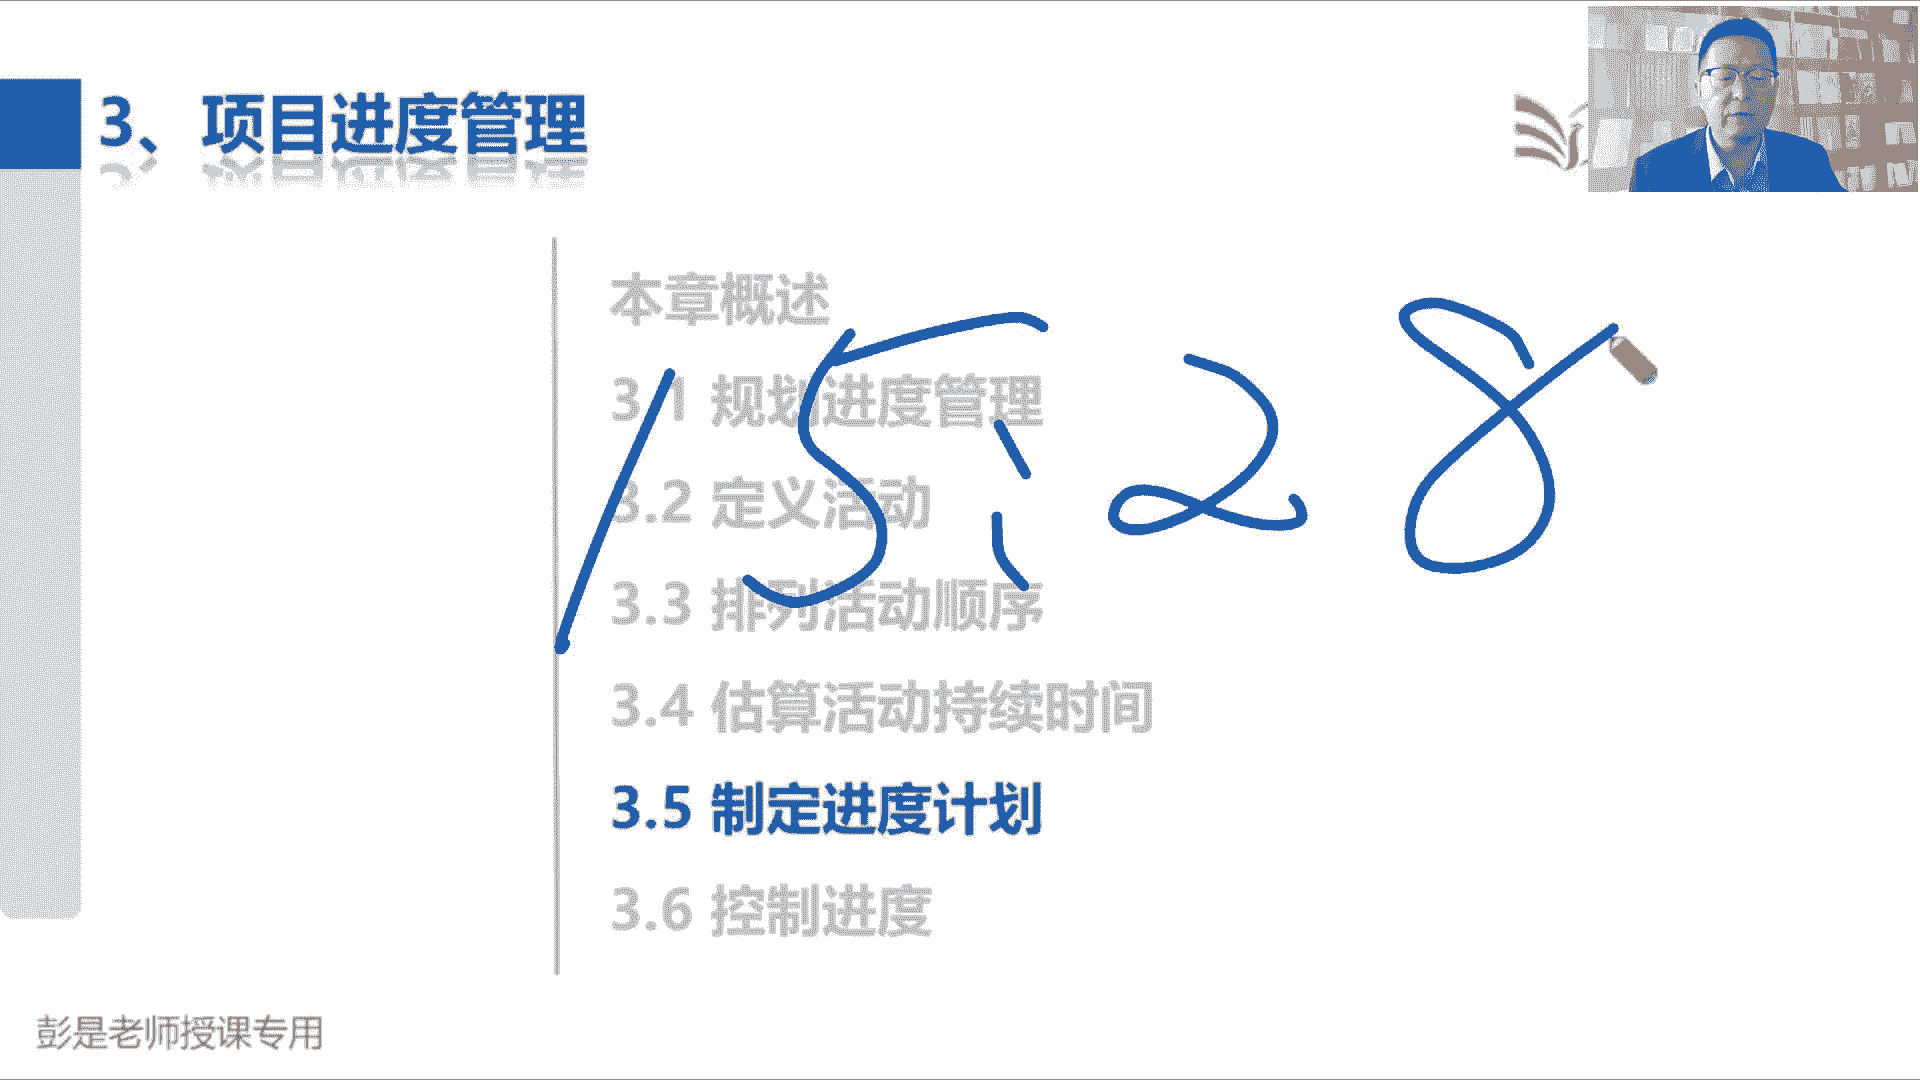 3、项目进度管理
本章概述
3.1 规划进度管理
3.2 定义活动
3.3 排列活动顺序
3.4 估算活动持续时间
3.5 制定进度计划
3.6 控制进度
15:28
彭是老师授课专用